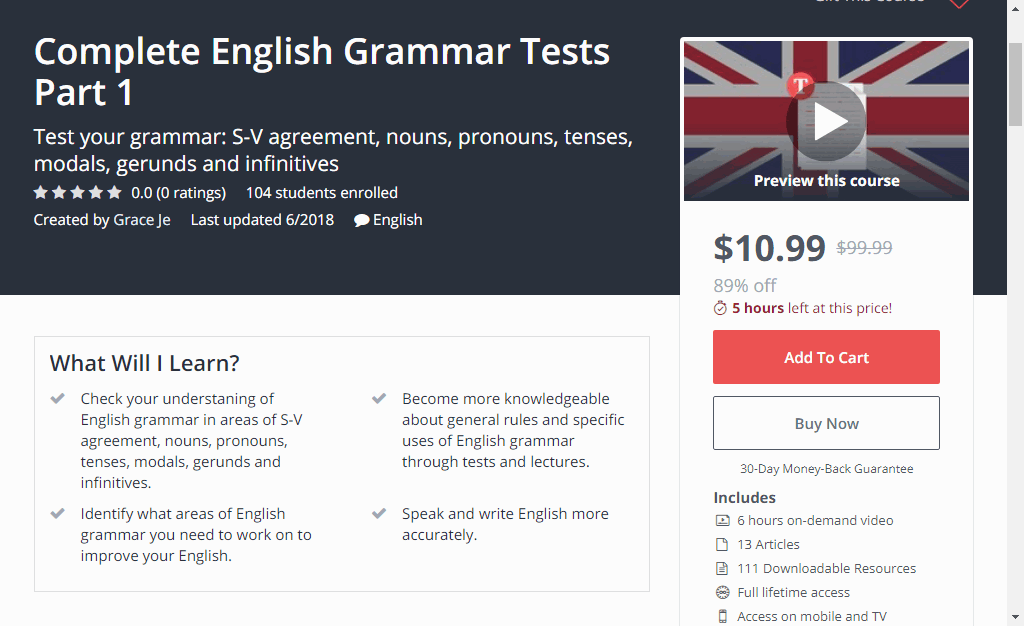 Gift This Course
Complete English Grammar Tests
Part 1
Test your grammar: S-V agreement, nouns, pronouns, tenses,
modals, gerunds and infinitives
0.0 (0 ratings) 104 students enrolled
Created by Grace Je Last updated 6/2018 English
T
Preview this course
$10.99 $99.99
89% off
5 hours left at this price!
Add To Cart
Buy Now
30-Day Money-Back Guarantee
Includes
6 hours on-demand video
13 Articles
111 Downloadable Resources
Full lifetime access
Access on mobile and TV
What Will I Learn?
Check your understaning of
English grammar in areas of S-V
agreement, nouns, pronouns,
tenses, modals, gerunds and
infinitives.
Become more knowledgeable
about general rules and specific
uses of English grammar
through tests and lectures.
Identify what areas of English
grammar you need to work on to
improve your English.
Speak and write English more
accurately.